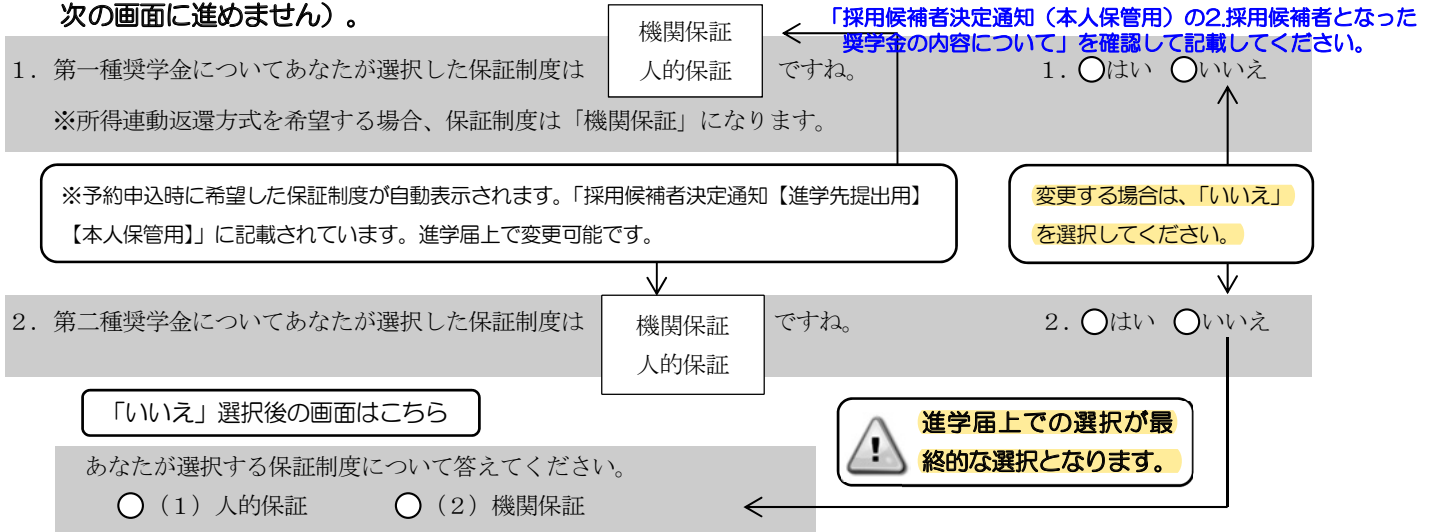 次の画面に進めません）。
「採用候補者決定通知（本人保管用）の2.採用候補者となった
奨学金の内容について」を確認して記載してください。
機関保証
１．第一種奨学金についてあなたが選択した保証制度は　人的保証　ですね。　１．○はい　○いいえ
※所得連動返還方式を希望する場合、保証制度は「機関保証」になります。
※予約申込時に希望した保証制度が自動表示されます。「採用候補者決定通知【進学先提出用】
【本人保管用】」に記載されています。進学届上で変更可能です。
変更する場合は、「いいえ」
を選択してください。
２．第二種奨学金についてあなたが選択した保証制度は　機関保証　ですね。　２．○はい　○いいえ
人的保証
「いいえ」選択後の画面はこちら
進学届上での選択が最
終的な選択となります。
あなたが選択する保証制度について答えてください。
○（１）人的保証　○（２）機関保証